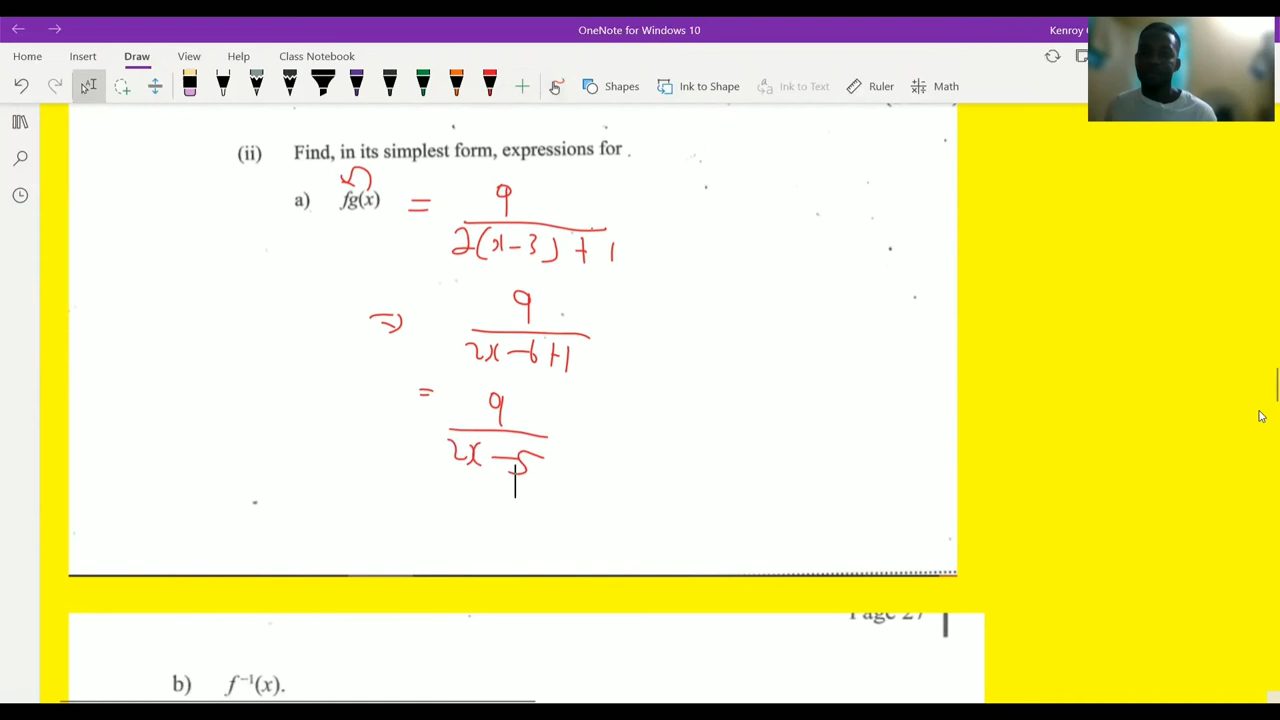 OneNote for Windows 10
Kenroy
Home Insert Draw View Help Class Notebook
Shapes Ink to Shape Ink to Text Ruler Math
(ii) Find, in its simplest form, expressions for .
a) fg(x) = 9
2(x-3) + 1
⇒ 9
2x-6+1
= 9
2x-5
Page 27
b) f⁻¹(x).